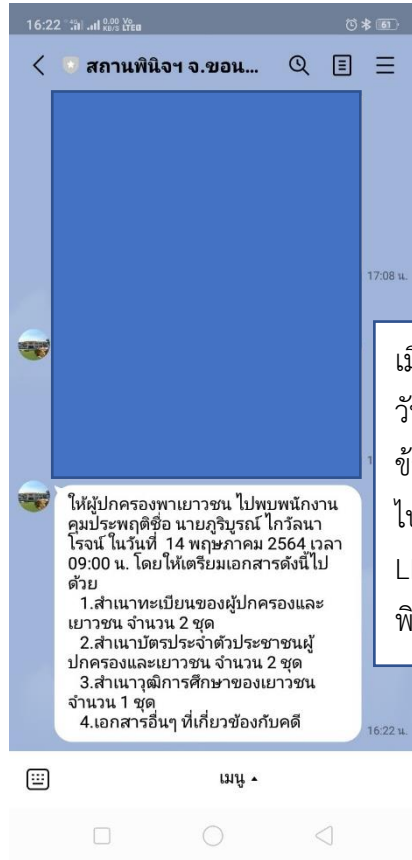 16:22
0.00 KB/S
61
สถานพินิจฯ จ.ขอน...
17:08 น.
ให้ผู้ปกครองพาเยาวชน ไปพบพนักงาน
คุมประพฤติชื่อ นายภูริบูรณ์ ไกวัลนา
โรจน์ ในวันที่ 14 พฤษภาคม 2564 เวลา
09:00 น. โดยให้เตรียมเอกสารดังนี้ไป
ด้วย
1.สำเนาทะเบียนของผู้ปกครองและ
เยาวชน จำนวน 2 ชุด
2.สำเนาบัตรประจำตัวประชาชนผู้
ปกครองและเยาวชน จำนวน 2 ชุด
3.สำเนาวุฒิการศึกษาของเยาวชน
จำนวน 1 ชุด
4.เอกสารอื่นๆ ที่เกี่ยวข้องกับคดี
16:22 น.
เมนู